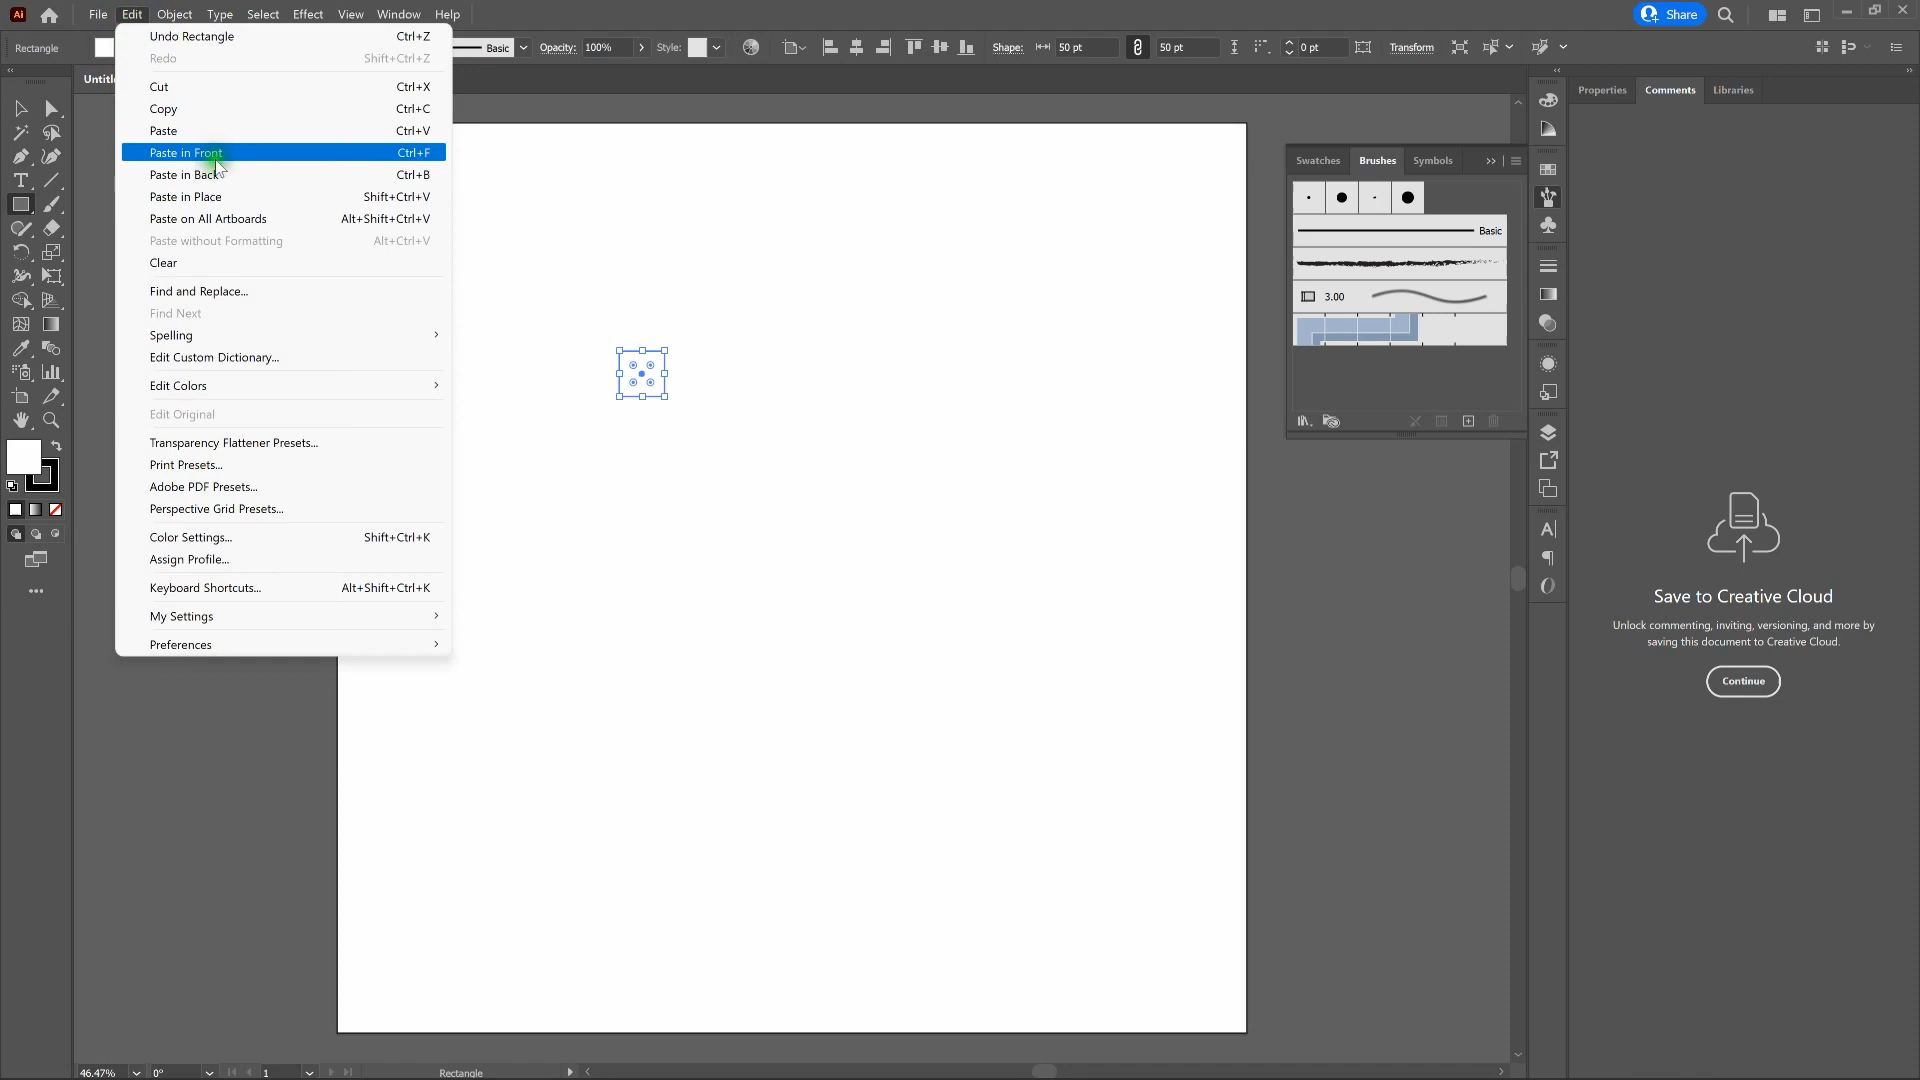 Ai File Edit Object Type Select Effect View Window Help Share
Rectangle Basic Opacity: 100% Style: Shape: 50 pt 50 pt 0 pt Transform
Undo Rectangle Ctrl+Z
Redo Shift+Ctrl+Z
Cut Ctrl+X
Copy Ctrl+C
Paste Ctrl+V
Paste in Front Ctrl+F
Paste in Back Ctrl+B
Paste in Place Shift+Ctrl+V
Paste on All Artboards Alt+Shift+Ctrl+V
Paste without Formatting Alt+Ctrl+V
Clear
Find and Replace...
Find Next
Spelling
Edit Custom Dictionary...
Edit Colors
Edit Original
Transparency Flattener Presets...
Print Presets...
Adobe PDF Presets...
Perspective Grid Presets...
Color Settings... Shift+Ctrl+K
Assign Profile...
Keyboard Shortcuts... Alt+Shift+Ctrl+K
My Settings
Preferences
Swatches Brushes Symbols
Basic
3.00
Properties Comments Libraries
Save to Creative Cloud
Unlock commenting, inviting, versioning, and more by
saving this document to Creative Cloud.
Continue
46.47% 0° 1 Rectangle